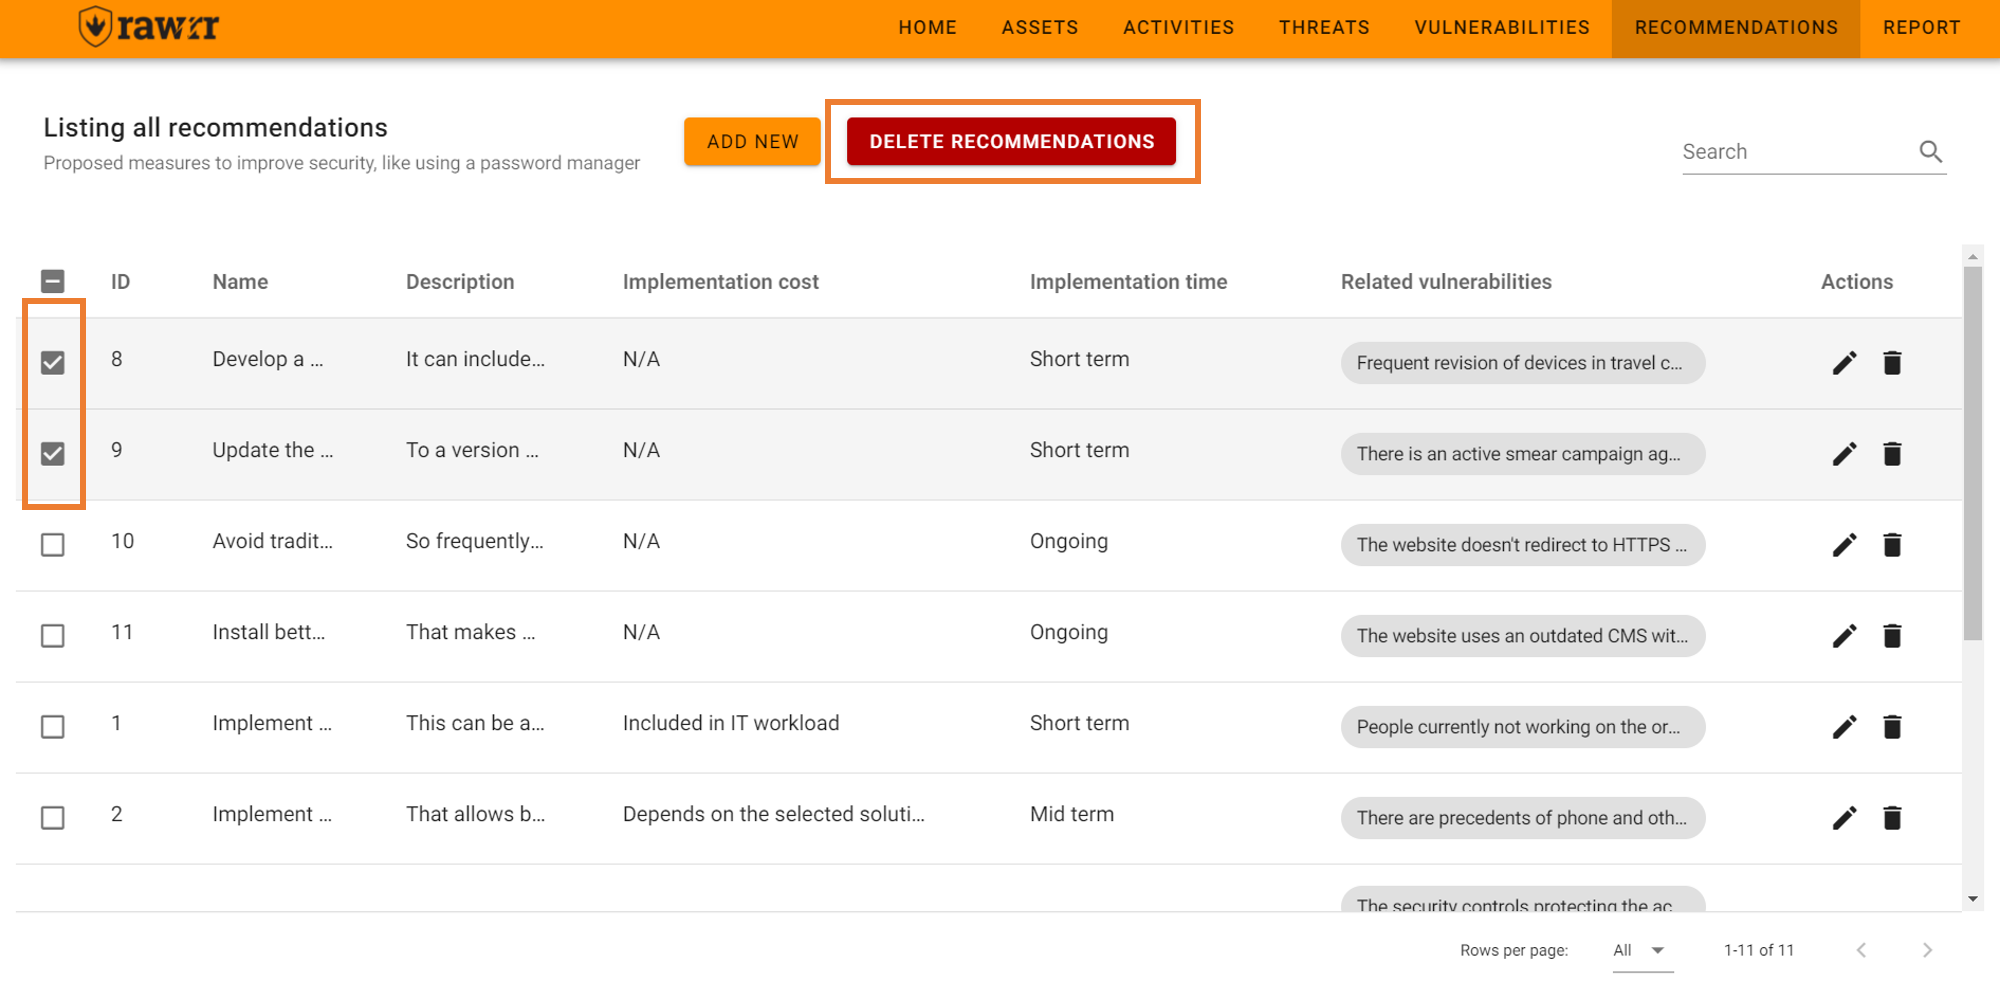 rawrr
HOME ASSETS ACTIVITIES THREATS VULNERABILITIES RECOMMENDATIONS REPORT
Listing all recommendations
Proposed measures to improve security, like using a password manager
ADD NEW
DELETE RECOMMENDATIONS
Search
ID Name Description Implementation cost Implementation time Related vulnerabilities Actions
8 Develop a ... It can include... N/A Short term Frequent revision of devices in travel c...
9 Update the ... To a version ... N/A Short term There is an active smear campaign ag...
10 Avoid tradit... So frequently... N/A Ongoing The website doesn't redirect to HTTPS ...
11 Install bett... That makes ... N/A Ongoing The website uses an outdated CMS wit...
1 Implement ... This can be a... Included in IT workload Short term People currently not working on the or...
2 Implement ... That allows b... Depends on the selected soluti... Mid term There are precedents of phone and oth...
The security controls protecting the ac
Rows per page: All 1-11 of 11